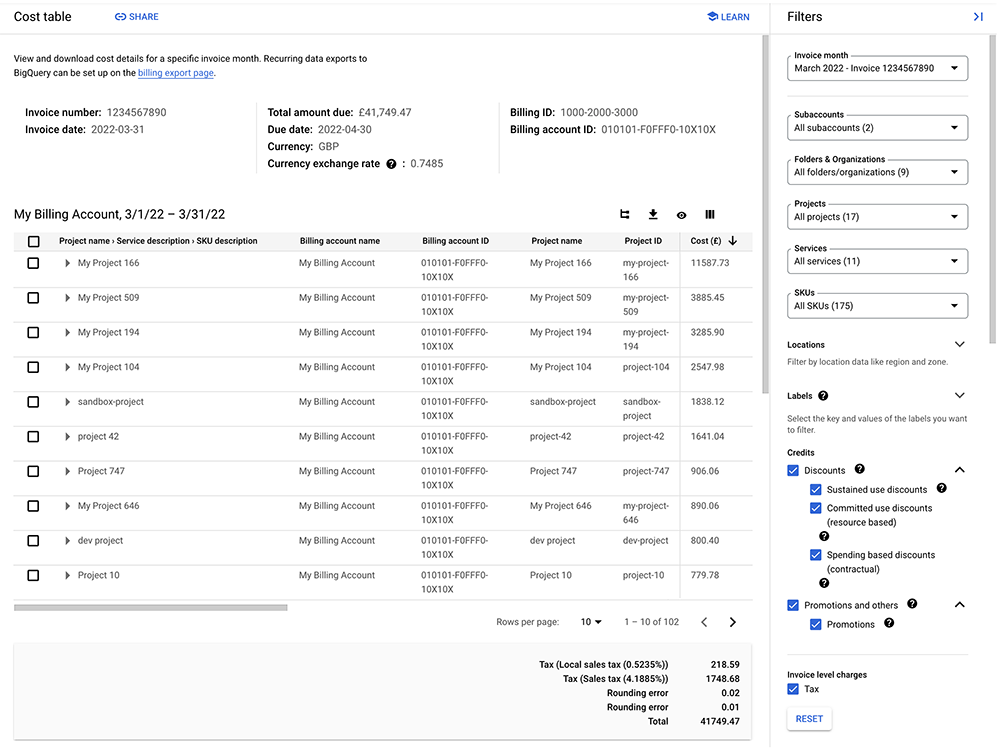 Cost table
SHARE
LEARN
View and download cost details for a specific invoice month. Recurring data exports to
BigQuery can be set up on the billing export page.
Invoice number: 1234567890
Invoice date: 2022-03-31
Total amount due: £41,749.47
Due date: 2022-04-30
Currency: GBP
Currency exchange rate ? : 0.7485
Billing ID: 1000-2000-3000
Billing account ID: 010101-F0FFF0-10X10X
My Billing Account, 3/1/22 – 3/31/22
Project name › Service description › SKU description Billing account name Billing account ID Project name Project ID Cost (£)
My Project 166 My Billing Account 010101-F0FFF0- My Project 166 my-project- 11587.73
10X10X 166
My Project 509 My Billing Account 010101-F0FFF0- My Project 509 my-project- 3885.45
10X10X 509
My Project 194 My Billing Account 010101-F0FFF0- My Project 194 my-project- 3285.90
10X10X 194
My Project 104 My Billing Account 010101-F0FFF0- My Project 104 project-104 2547.98
10X10X
sandbox-project My Billing Account 010101-F0FFF0- sandbox-project sandbox- 1838.12
10X10X project
project 42 My Billing Account 010101-F0FFF0- project-42 project-42 1641.04
10X10X
Project 747 My Billing Account 010101-F0FFF0- Project 747 project-747 906.06
10X10X
My Project 646 My Billing Account 010101-F0FFF0- My Project 646 my-project- 890.06
10X10X 646
dev project My Billing Account 010101-F0FFF0- dev project dev-project 800.40
10X10X
Project 10 My Billing Account 010101-F0FFF0- Project 10 project-10 779.78
10X10X
Rows per page: 10 1 – 10 of 102
Tax (Local sales tax (0.5235%)) 218.59
Tax (Sales tax (4.1885%)) 1748.68
Rounding error 0.02
Rounding error 0.01
Total 41749.47
Filters
Invoice month
March 2022 - Invoice 1234567890
Subaccounts
All subaccounts (2)
Folders & Organizations
All folders/organizations (9)
Projects
All projects (17)
Services
All services (11)
SKUs
All SKUs (175)
Locations
Filter by location data like region and zone.
Labels ?
Select the key and values of the labels you want
to filter.
Credits
Discounts ?
Sustained use discounts ?
Committed use discounts
(resource based)
?
Spending based discounts
(contractual)
?
Promotions and others ?
Promotions ?
Invoice level charges
Tax
RESET